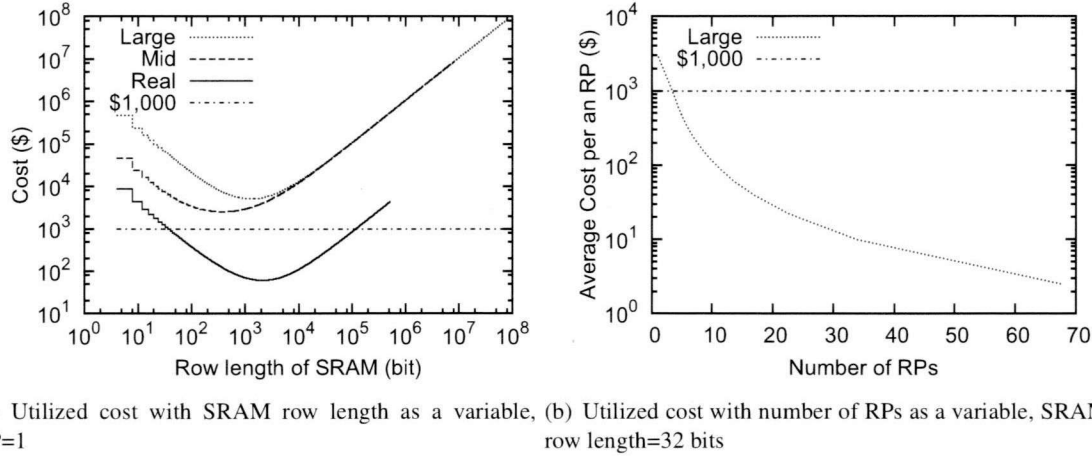 10^8
10^7
10^6
10^5
10^4
10^3
10^2
10^1
Cost ($)
Large
Mid
Real
$1,000
10^0 10^1 10^2 10^3 10^4 10^5 10^6 10^7 10^8
Row length of SRAM (bit)
10^4
10^3
10^2
10^1
10^0
Average Cost per an RP ($)
Large
$1,000
0 10 20 30 40 50 60 70
Number of RPs
Utilized cost with SRAM row length as a variable,
=1
(b) Utilized cost with number of RPs as a variable, SRAM
row length=32 bits